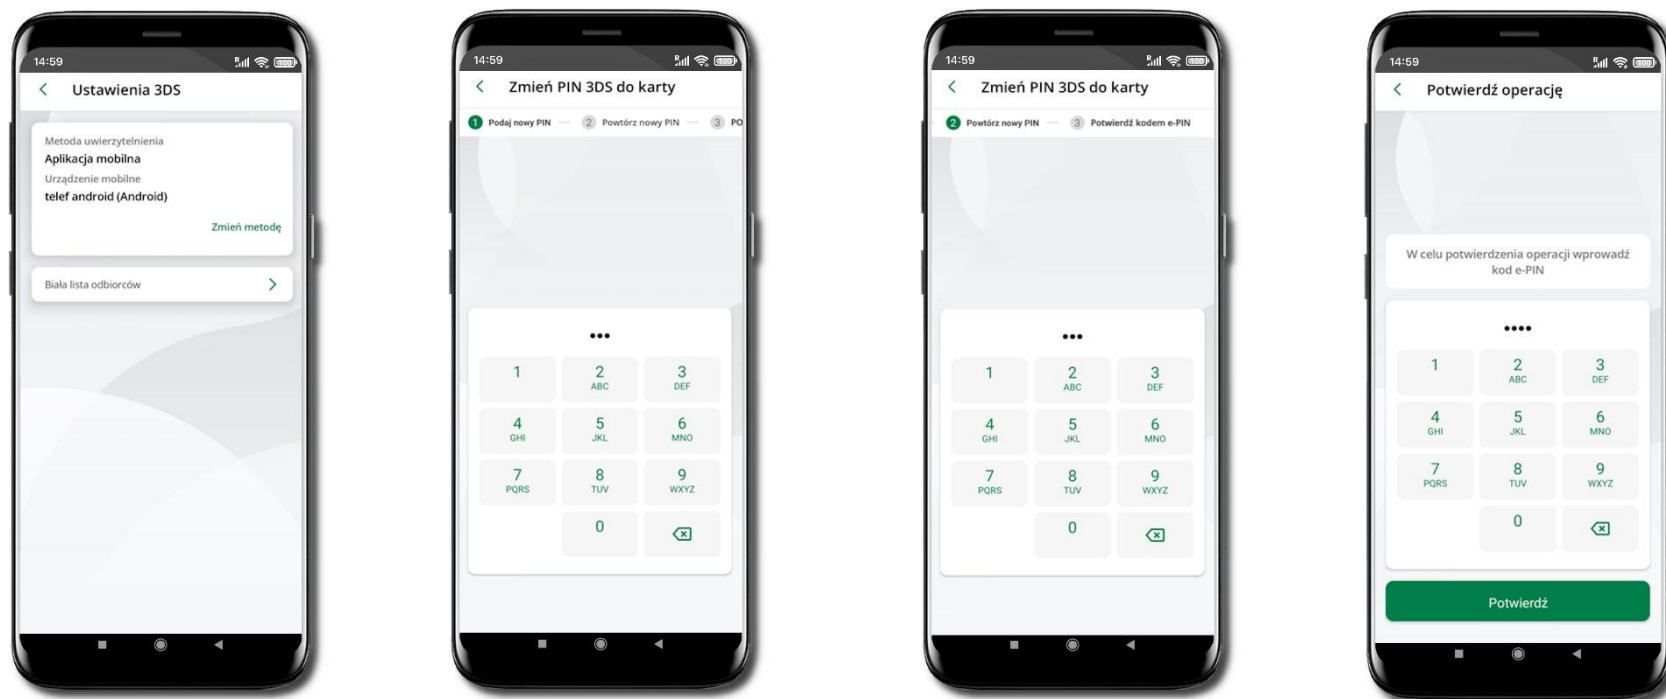 14:59
Ustawienia 3DS
Metoda uwierzytelnienia
Aplikacja mobilna
Urządzenie mobilne
telef android (Android)
Zmień metodę
Biała lista odbiorców
14:59
Zmień PIN 3DS do karty
1 Podaj nowy PIN 2 Powtórz nowy PIN 3 PO
1 2 3
ABC DEF
4 5 6
GHI JKL MNO
7 8 9
PQRS TUV WXYZ
0
14:59
Zmień PIN 3DS do karty
2 Powtórz nowy PIN 3 Potwierdź kodem e-PIN
1 2 3
ABC DEF
4 5 6
GHI JKL MNO
7 8 9
PQRS TUV WXYZ
0
14:59
Potwierdź operację
W celu potwierdzenia operacji wprowadź
kod e-PIN
1 2 3
ABC DEF
4 5 6
GHI JKL MNO
7 8 9
PQRS TUV WXYZ
0
Potwierdź